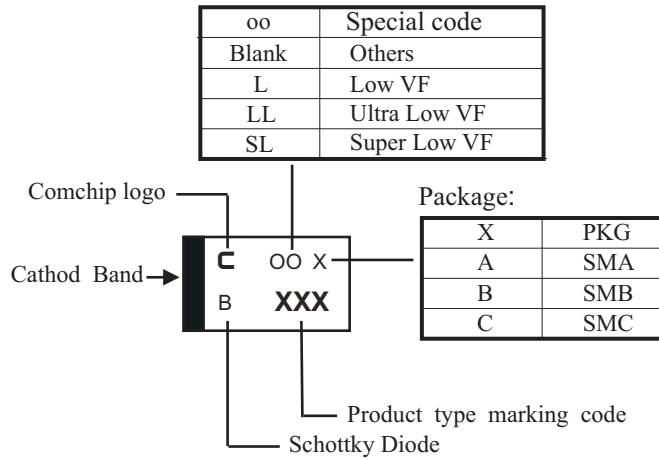 oo Special code
Blank Others
L Low VF
LL Ultra Low VF
SL Super Low VF
Comchip logo
Package:
X PKG
A SMA
B SMB
C SMC
Cathod Band
C OO X
B XXX
Product type marking code
Schottky Diode